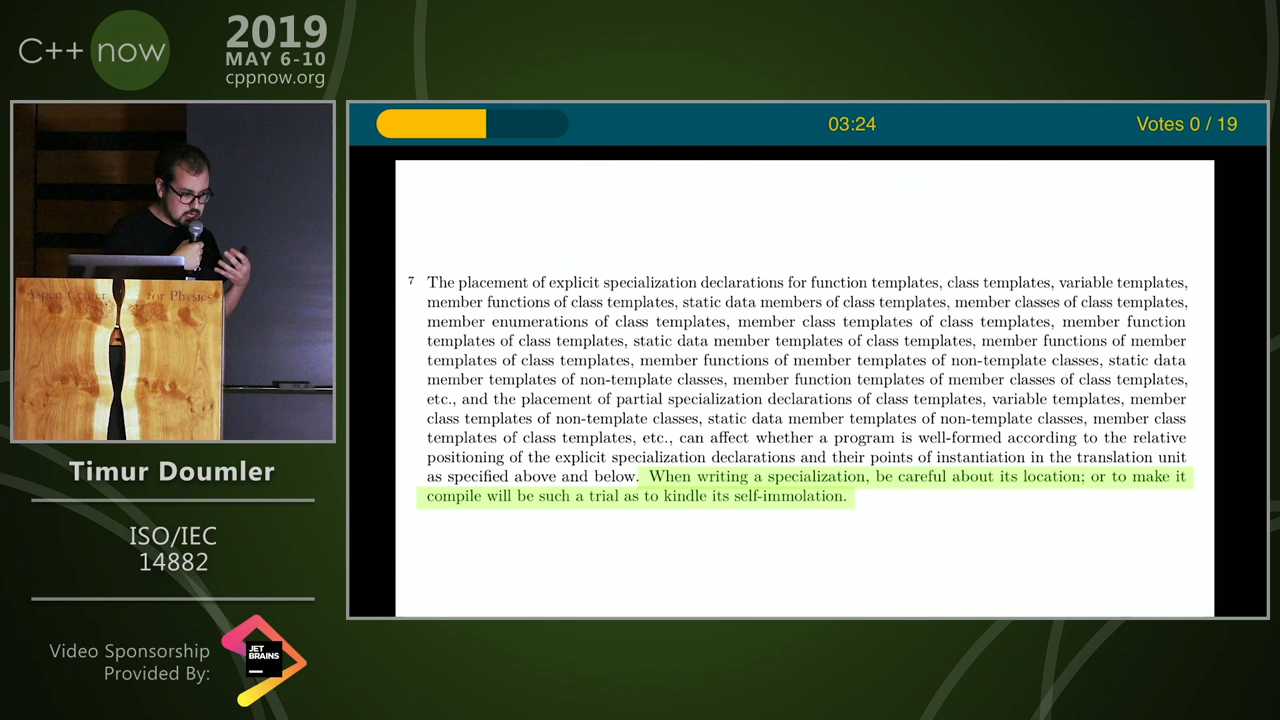 C++ now
2019
MAY 6-10
cppnow.org
03:24
Votes 0 / 19
Aspen Center for Physics
7 The placement of explicit specialization declarations for function templates, class templates, variable templates,
member functions of class templates, static data members of class templates, member classes of class templates,
member enumerations of class templates, member class templates of class templates, member function
templates of class templates, static data member templates of class templates, member functions of member
templates of class templates, member functions of member templates of non-template classes, static data
member templates of non-template classes, member function templates of member classes of class templates,
etc., and the placement of partial specialization declarations of class templates, variable templates, member
class templates of non-template classes, static data member templates of non-template classes, member class
templates of class templates, etc., can affect whether a program is well-formed according to the relative
positioning of the explicit specialization declarations and their points of instantiation in the translation unit
as specified above and below. When writing a specialization, be careful about its location; or to make it
compile will be such a trial as to kindle its self-immolation.
Timur Doumler
ISO/IEC
14882
Video Sponsorship
Provided By:
JET
BRAINS